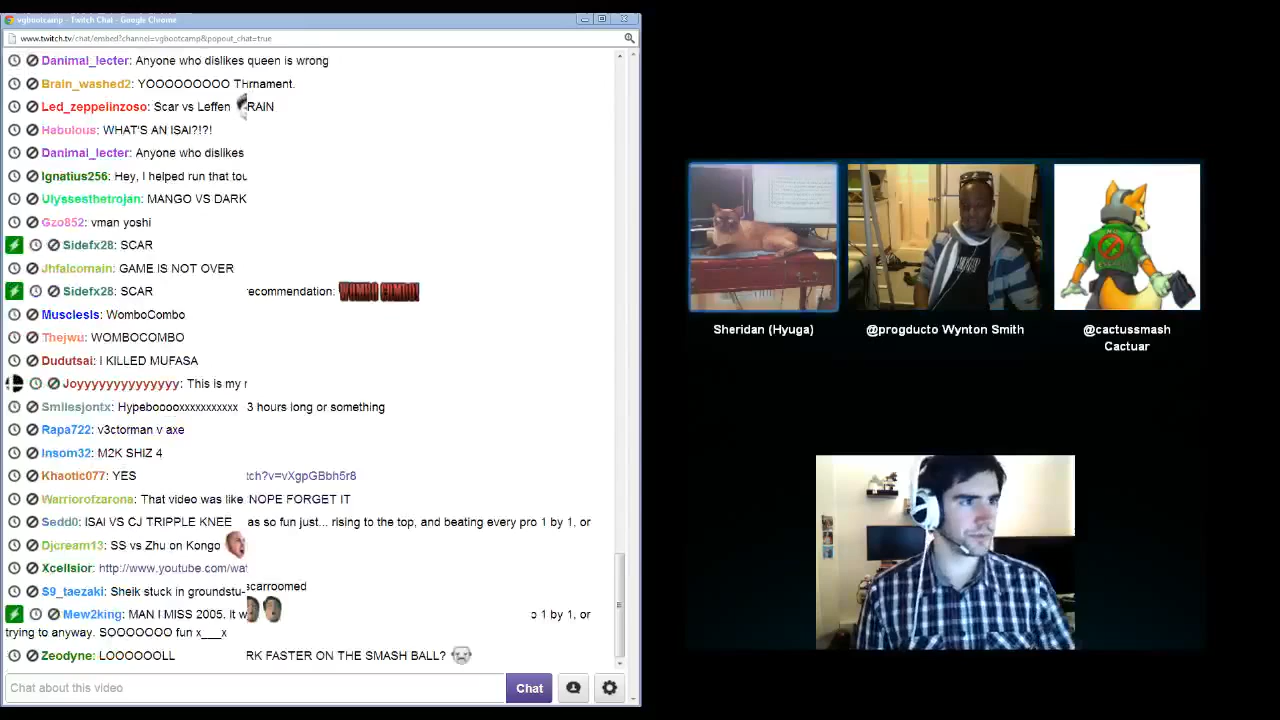 vgbootcamp - Twitch Chat - Google Chrome
www.twitch.tv/chat/embed?channel=vgbootcamp&popout_chat=true
Danimal_lecter: Anyone who dislikes queen is wrong
Brain_washed2: YOOOOOOOOO Thrnament.
Led_zeppelinzoso: Scar vs Leffen RAIN
Habulous: WHAT'S AN ISAI?!?!
Danimal_lecter: Anyone who dislikes
Ignatius256: Hey, I helped run that tou
Ulyssesthetrojan: MANGO VS DARK
Gzo852: vman yoshi
Sidefx28: SCAR
Jhfalcomain: GAME IS NOT OVER
Sidefx28: SCAR recommendation: WOMBO COMBO!
Musclesls: WomboCombo
Thejwu: WOMBOCOMBO
Dudutsai: I KILLED MUFASA
Joyyyyyyyyyyyyyy: This is my r
Smilesjontx: Hypeboooxxxxxxxxxx 3 hours long or something
Rapa722: v3ctorman v axe
Insom32: M2K SHIZ 4
Khaotic077: YES tch?v=vXgpGBbh5r8
Warriorofzarona: That video was like NOPE FORGET IT
Sedd0: ISAI VS CJ TRIPPLE KNEE as so fun just... rising to the top, and beating every pro 1 by 1, or
Djcream13: SS vs Zhu on Kongo
Xcellsior: http://www.youtube.com/wat
scarroomed
S9_taezaki: Sheik stuck in groundstu-
Mew2king: MAN I MISS 2005. It w o 1 by 1, or
trying to anyway. SOOOOOOO fun x___x
Zeodyne: LOOOOOOLL RK FASTER ON THE SMASH BALL?
Chat about this video
Chat
Sheridan (Hyuga)
@progducto Wynton Smith
@cactussmash
Cactuar